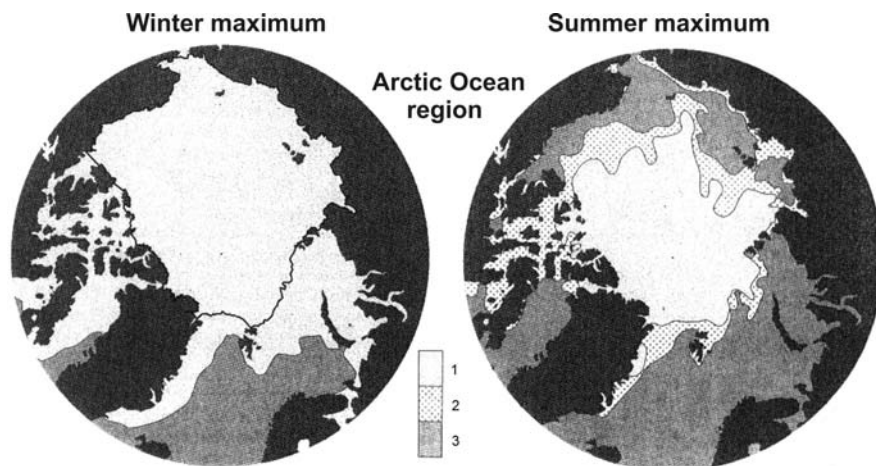 Winter maximum
Summer maximum
Arctic Ocean
region
1
2
3